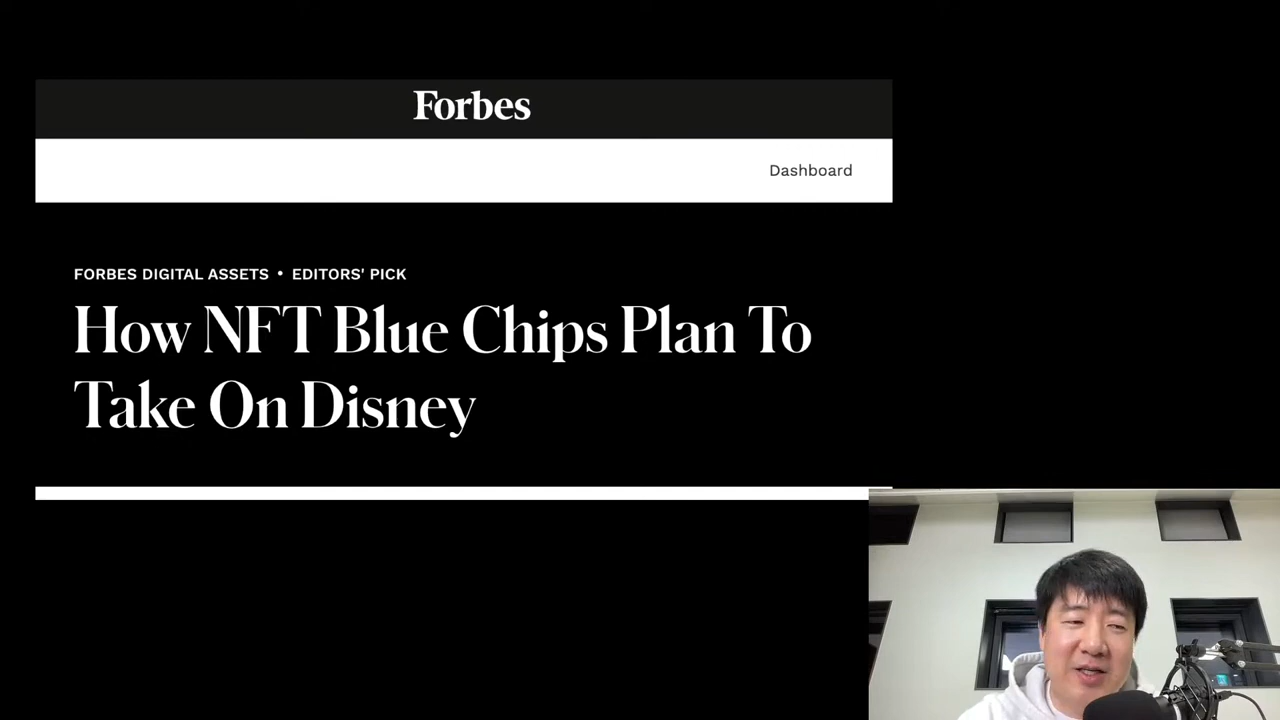 Forbes
Dashboard
FORBES DIGITAL ASSETS • EDITORS' PICK
How NFT Blue Chips Plan To
Take On Disney